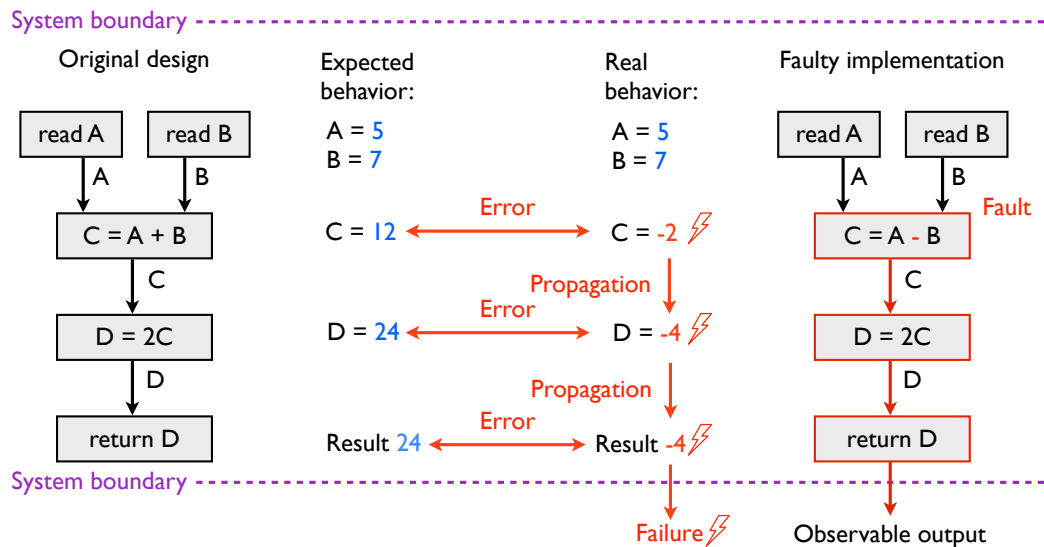 System boundary
Original design
Expected
behavior:
Real
behavior:
Faulty implementation
read A
read B
A = 5
B = 7
A = 5
B = 7
read A
read B
A
B
A
B
C = A + B
C = 12
Error
C = -2
Fault
C = A - B
C
Propagation
C
D = 2C
D = 24
Error
D = -4
D = 2C
D
Propagation
D
return D
Result 24
Error
Result -4
return D
System boundary
Failure
Observable output